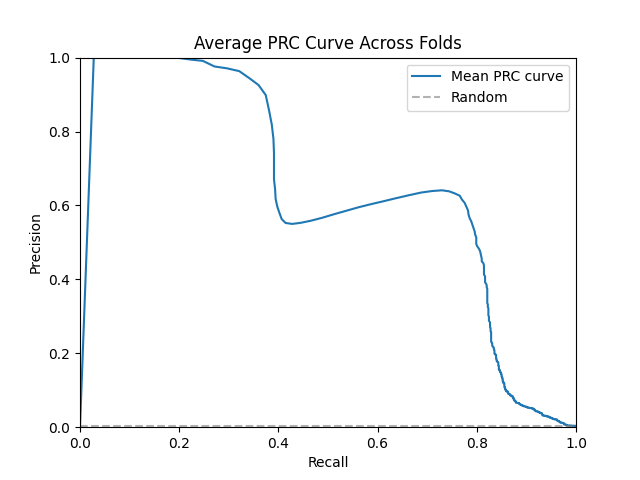 Average PRC Curve Across Folds
1.0
0.8
0.6
0.4
0.2
0.0
Precision
Mean PRC curve
Random
0.0 0.2 0.4 0.6 0.8 1.0
Recall